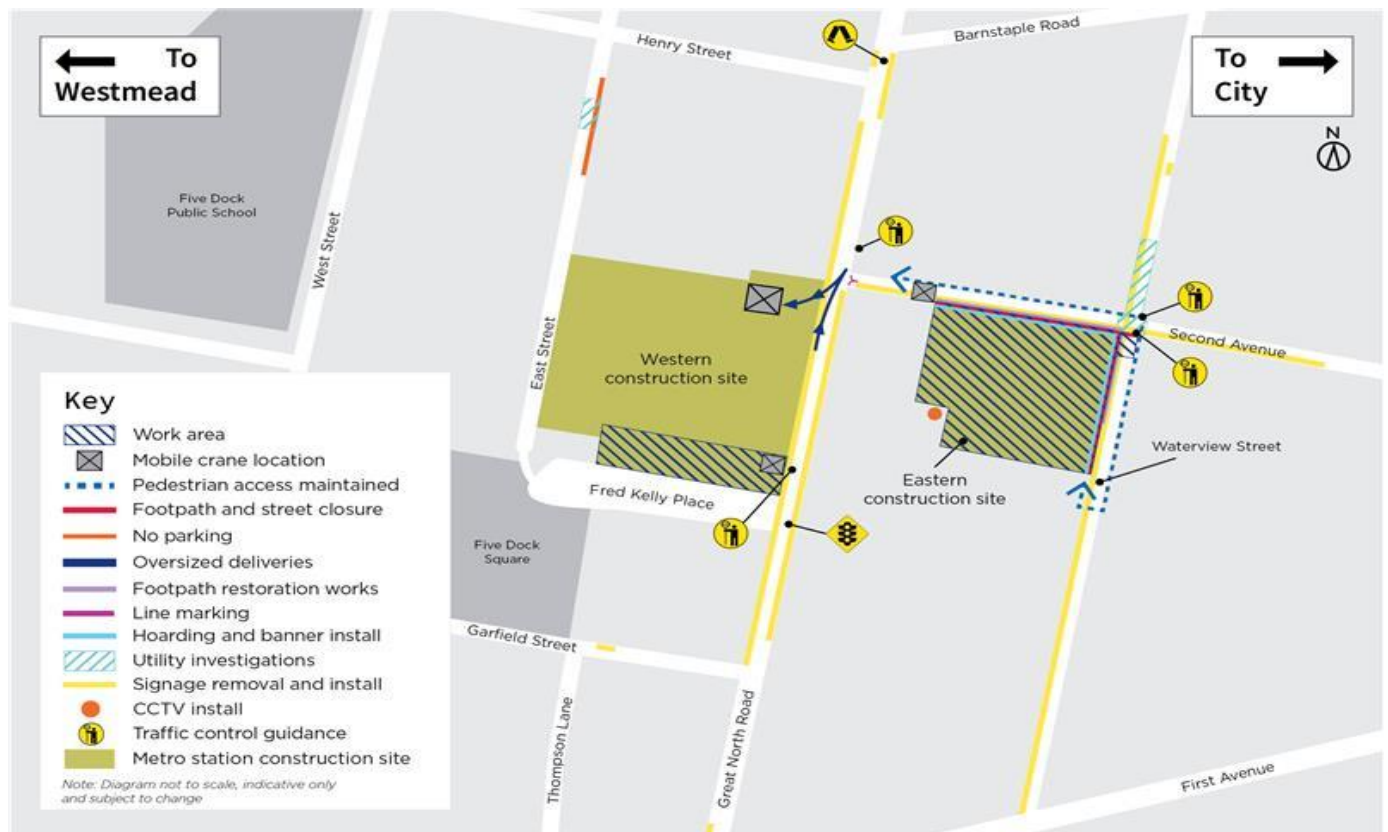 To
Westmead
Henry Street
Barnstaple Road
To
City
N
Five Dock
Public School
West Street
East Street
Western
construction site
Second Avenue
Waterview Street
Eastern
construction site
Fred Kelly Place
Five Dock
Square
Garfield Street
Thompson Lane
Great North Road
First Avenue
Key
Work area
Mobile crane location
Pedestrian access maintained
Footpath and street closure
No parking
Oversized deliveries
Footpath restoration works
Line marking
Hoarding and banner install
Utility investigations
Signage removal and install
CCTV install
Traffic control guidance
Metro station construction site
Note: Diagram not to scale, indicative only
and subject to change